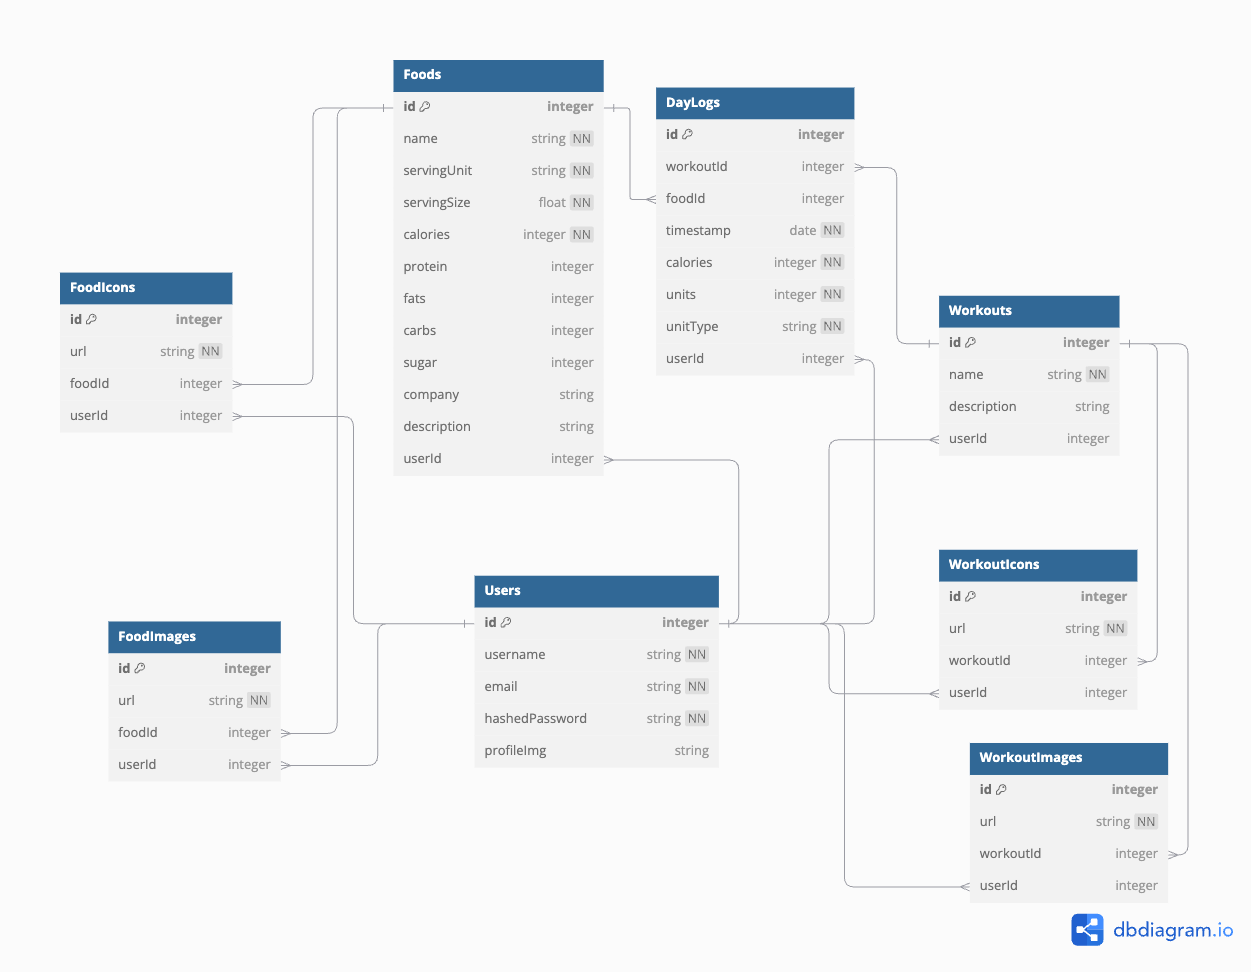 Foods
id integer
name string NN
servingUnit string NN
servingSize float NN
calories integer NN
protein integer
fats integer
carbs integer
sugar integer
company string
description string
userId integer
DayLogs
id integer
workoutId integer
foodId integer
timestamp date NN
calories integer NN
units integer NN
unitType string NN
userId integer
FoodIcons
id integer
url string NN
foodId integer
userId integer
Workouts
id integer
name string NN
description string
userId integer
WorkoutIcons
id integer
url string NN
workoutId integer
userId integer
Users
id integer
username string NN
email string NN
hashedPassword string NN
profileImg string
FoodImages
id integer
url string NN
foodId integer
userId integer
WorkoutImages
id integer
url string NN
workoutId integer
userId integer
dbdiagram.io